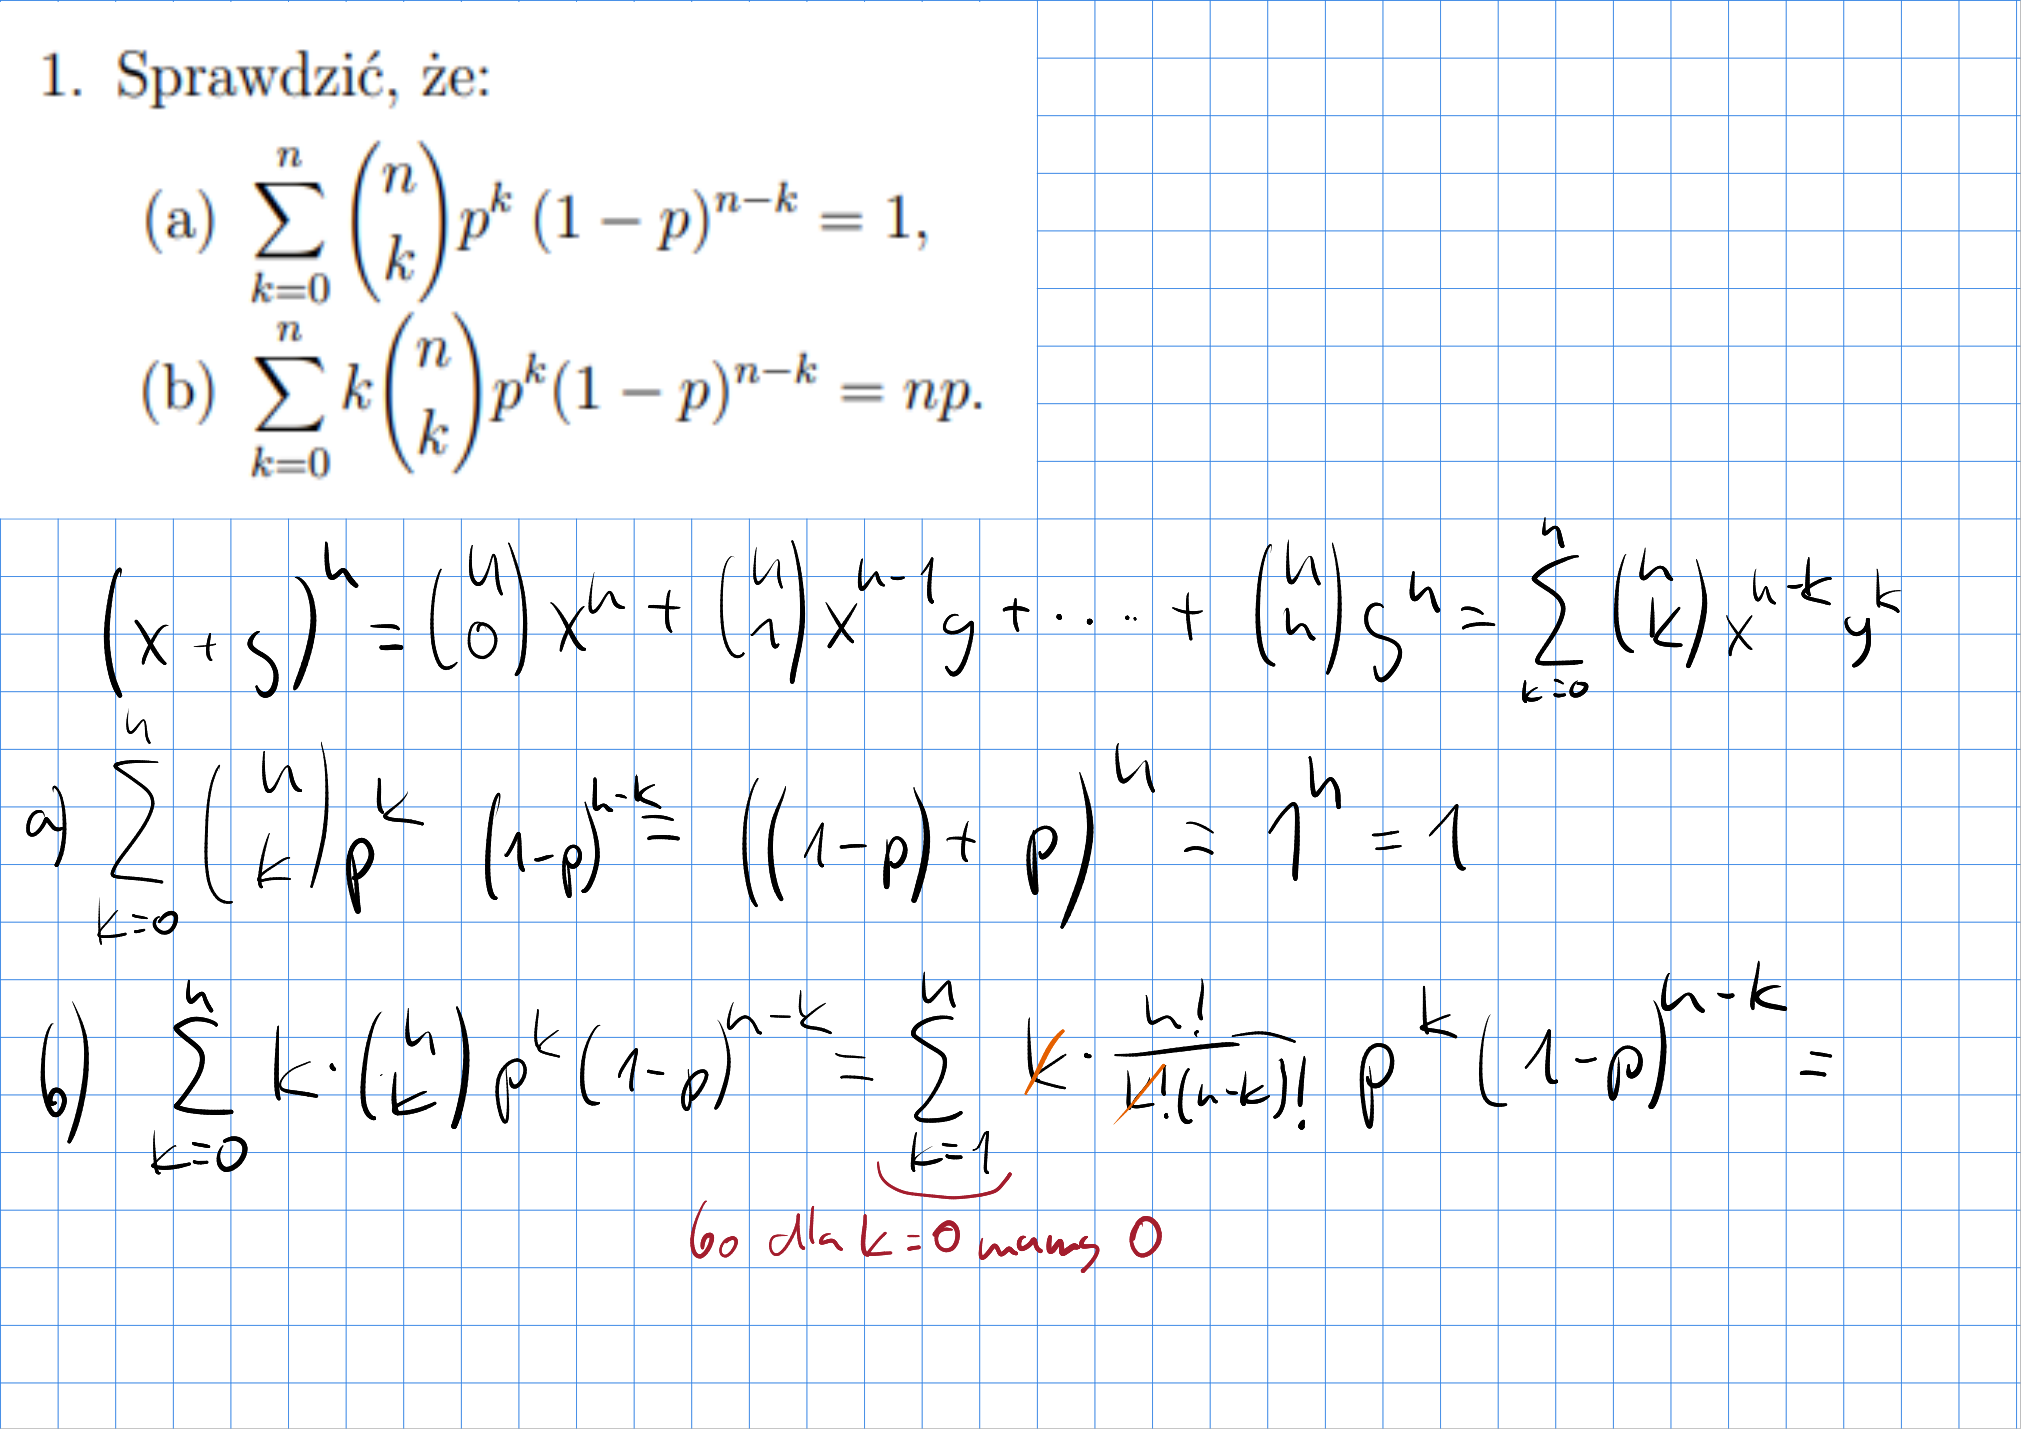 1. Sprawdzić, że:
(a) $\sum_{k=0}^{n} \binom{n}{k} p^k (1-p)^{n-k} = 1,$
(b) $\sum_{k=0}^{n} k \binom{n}{k} p^k (1-p)^{n-k} = np.$
$(x+y)^n = \binom{n}{0} x^n + \binom{n}{1} x^{n-1} y + \cdots + \binom{n}{n} y^n = \sum_{k=0}^{n} \binom{n}{k} x^{n-k} y^k$
a) $\sum_{k=0}^{n} \binom{n}{k} p^k (1-p)^{n-k} = ((1-p)+p)^n = 1^n = 1$
b) $\sum_{k=0}^{n} k \cdot \binom{n}{k} p^k (1-p)^{n-k} = \sum_{k=1}^{n} k \cdot \frac{n!}{k!(n-k)!} p^k (1-p)^{n-k} =$
bo dla k=0 mamy 0